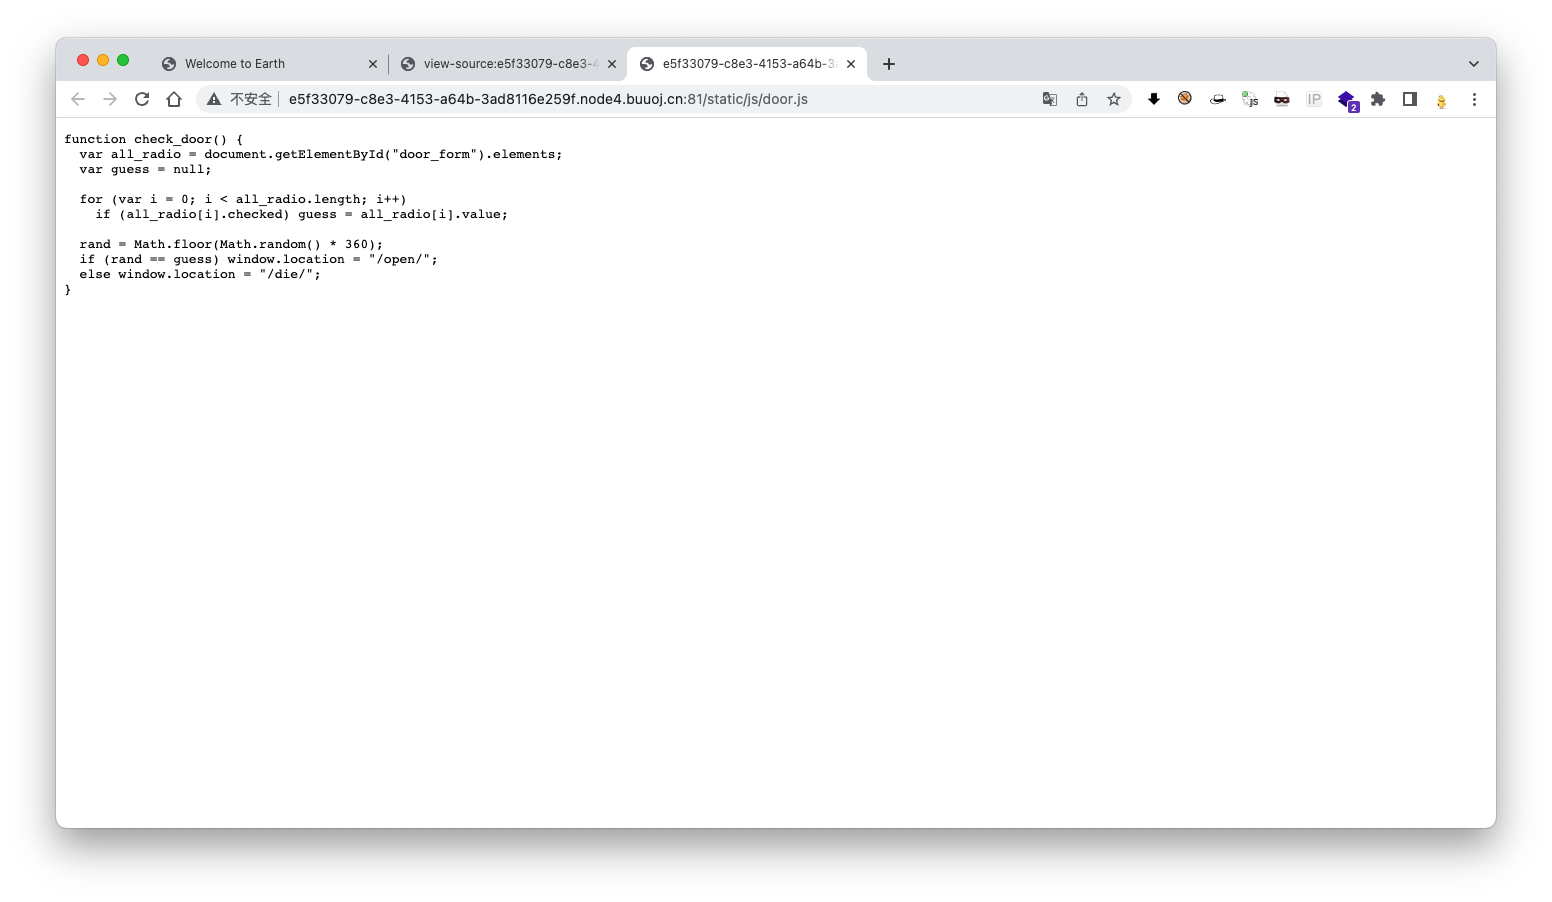 Welcome to Earth
view-source:e5f33079-c8e3-4
e5f33079-c8e3-4153-a64b-3
不安全
e5f33079-c8e3-4153-a64b-3ad8116e259f.node4.buuoj.cn:81/static/js/door.js
JS
IP
2
function check_door() {
  var all_radio = document.getElementById("door_form").elements;
  var guess = null;

  for (var i = 0; i < all_radio.length; i++)
    if (all_radio[i].checked) guess = all_radio[i].value;

  rand = Math.floor(Math.random() * 360);
  if (rand == guess) window.location = "/open/";
  else window.location = "/die/";
}